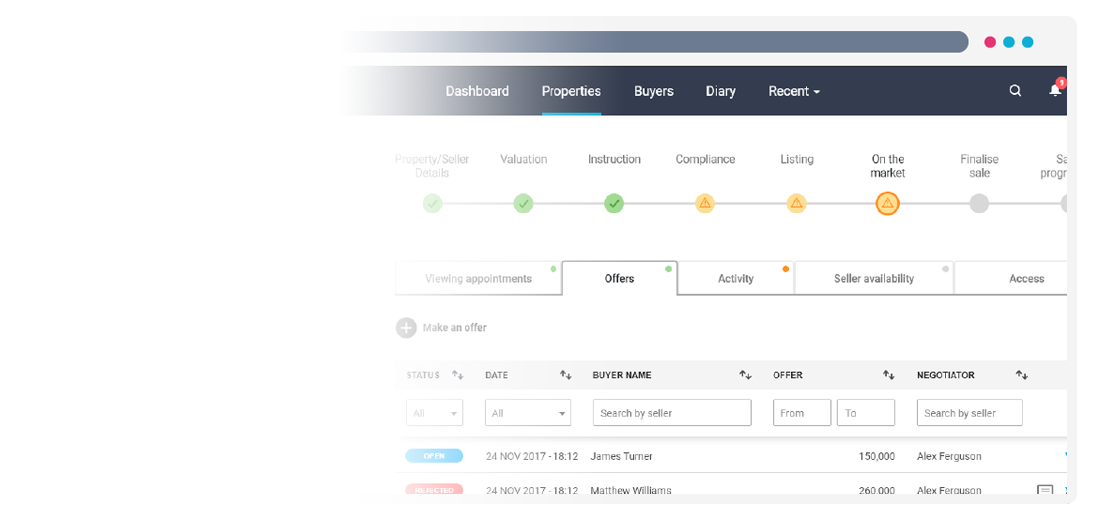 Dashboard Properties Buyers Diary Recent
9
Property/Seller Details Valuation Instruction Compliance Listing On the market Finalise sale
Viewing appointments Offers Activity Seller availability Access
Make an offer
STATUS DATE BUYER NAME OFFER NEGOTIATOR
All All Search by seller From To Search by seller
OPEN 24 NOV 2017 - 18:12 James Turner 150,000 Alex Ferguson
REJECTED 24 NOV 2017 - 18:12 Matthew Williams 260,000 Alex Ferguson